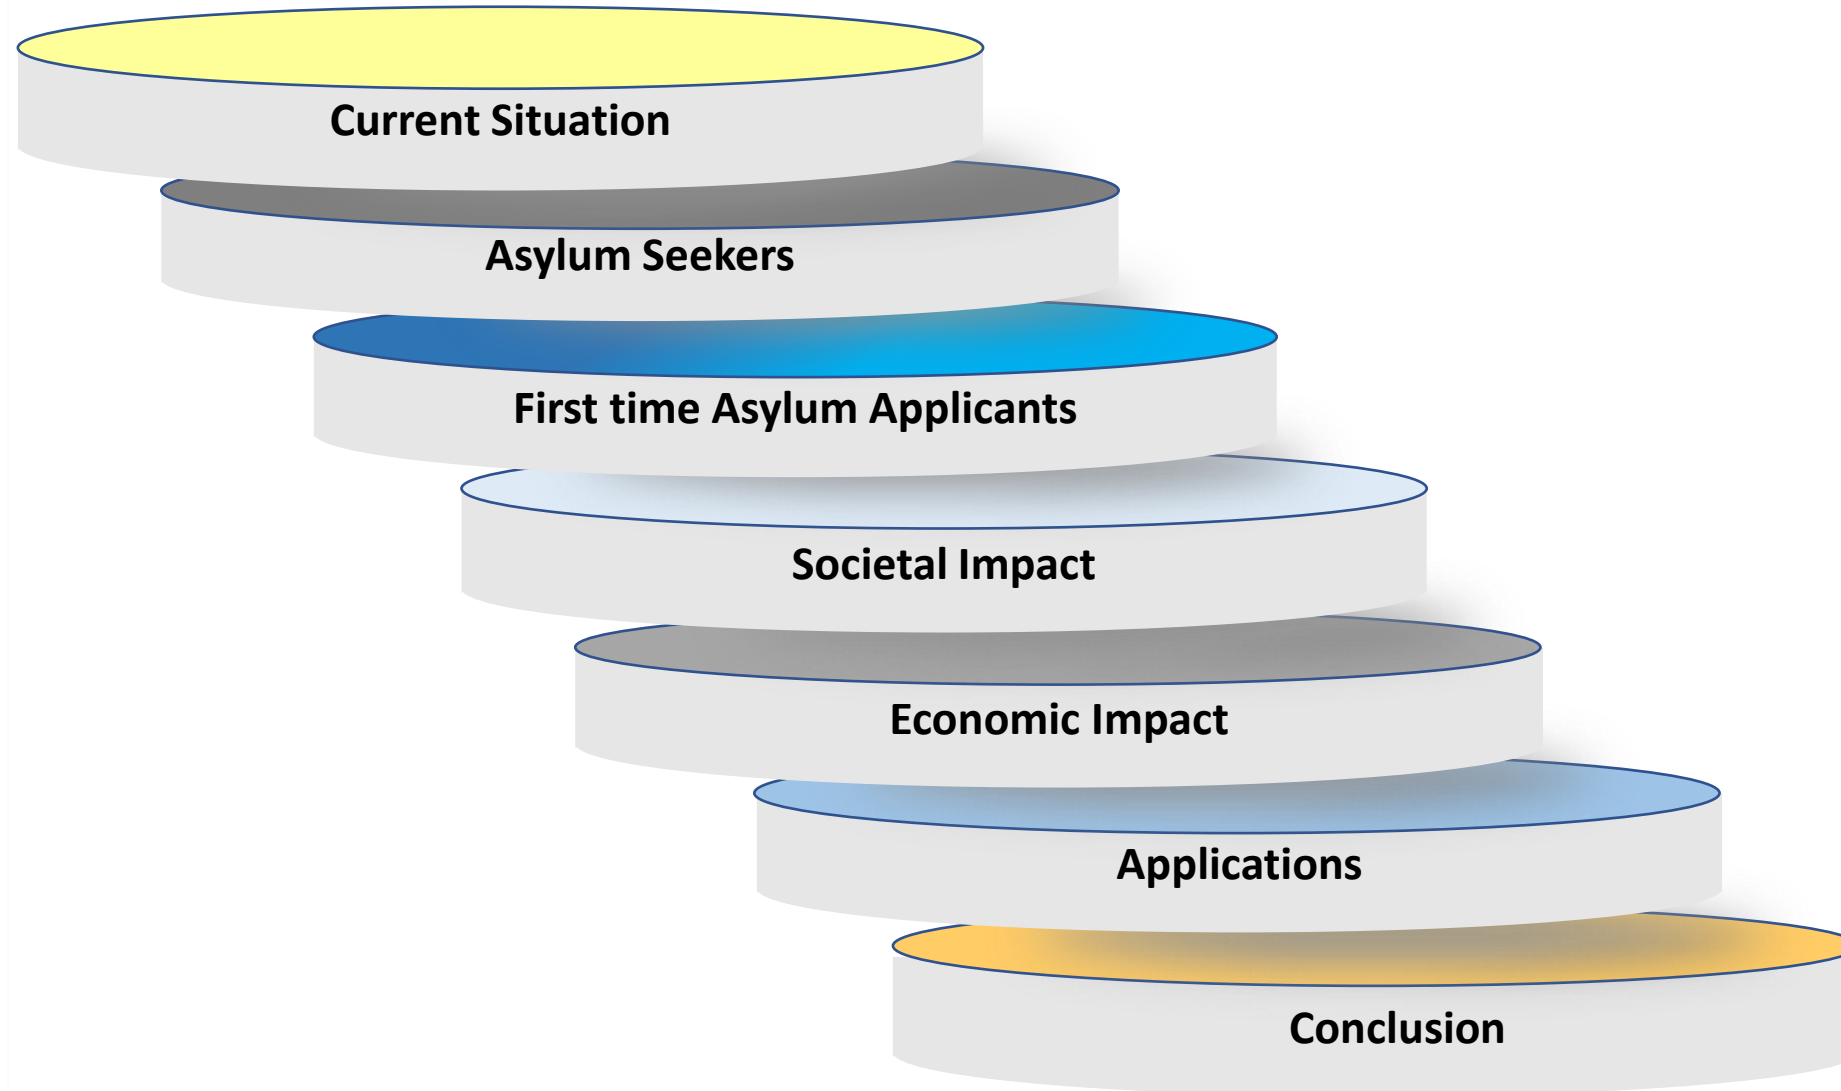 Current Situation
Asylum Seekers
First time Asylum Applicants
Societal Impact
Economic Impact
Applications
Conclusion